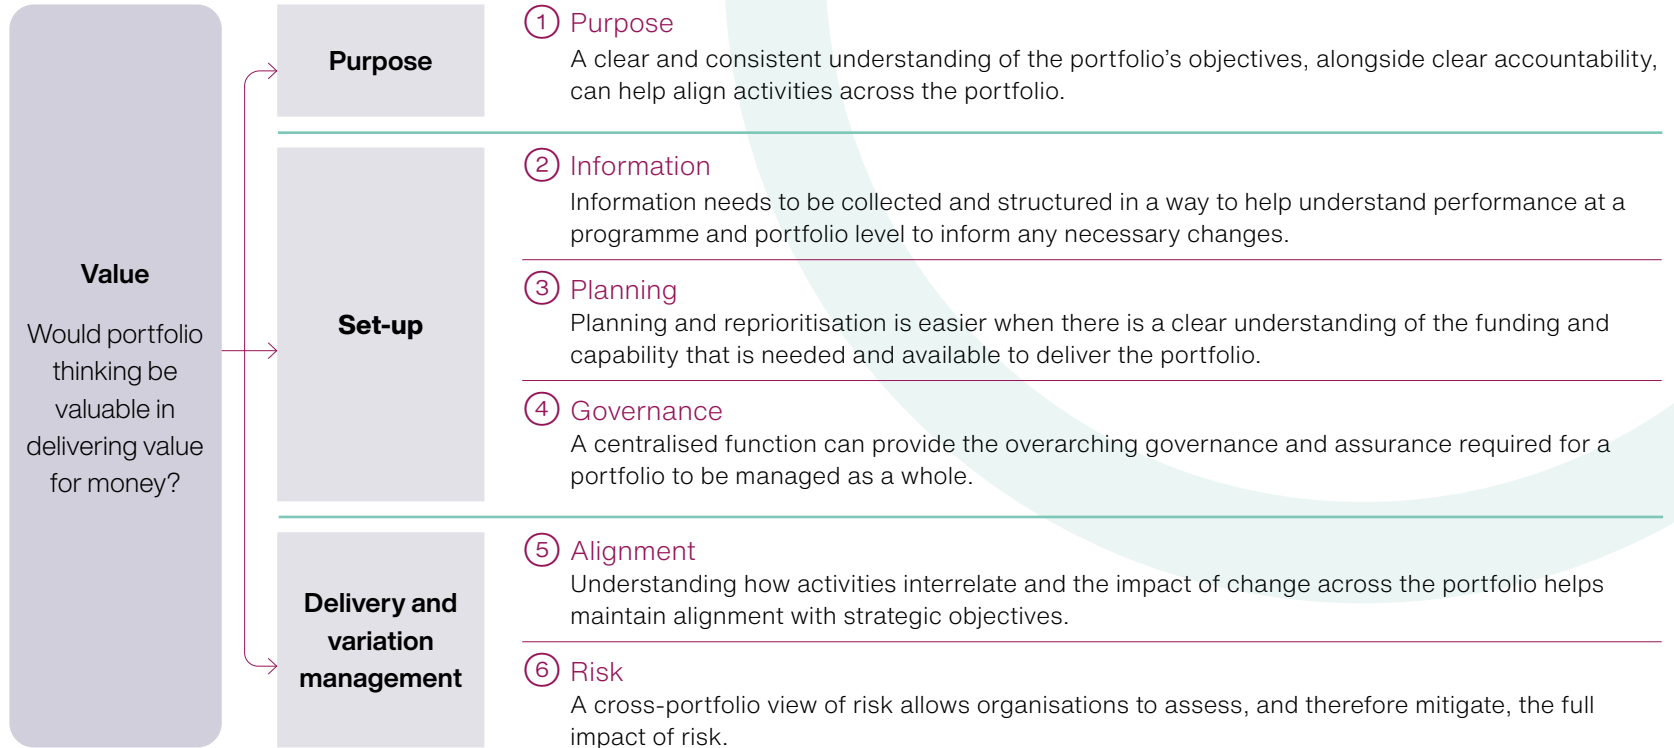 Value
Would portfolio
thinking be
valuable in
delivering value
for money?
Purpose
1 Purpose
A clear and consistent understanding of the portfolio’s objectives, alongside clear accountability,
can help align activities across the portfolio.
Set-up
2 Information
Information needs to be collected and structured in a way to help understand performance at a
programme and portfolio level to inform any necessary changes.
3 Planning
Planning and reprioritisation is easier when there is a clear understanding of the funding and
capability that is needed and available to deliver the portfolio.
4 Governance
A centralised function can provide the overarching governance and assurance required for a
portfolio to be managed as a whole.
Delivery and
variation
management
5 Alignment
Understanding how activities interrelate and the impact of change across the portfolio helps
maintain alignment with strategic objectives.
6 Risk
A cross-portfolio view of risk allows organisations to assess, and therefore mitigate, the full
impact of risk.